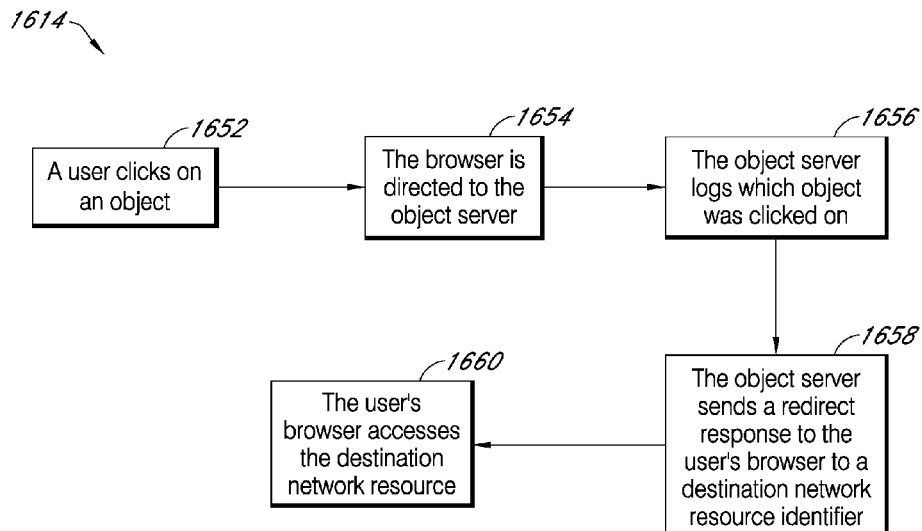 1614
1652
A user clicks on
an object
1654
The browser is
directed to the
object server
1656
The object server
logs which object
was clicked on
1658
The object server
sends a redirect
response to the
user's browser to a
destination network
resource identifier
1660
The user's
browser accesses
the destination
network resource